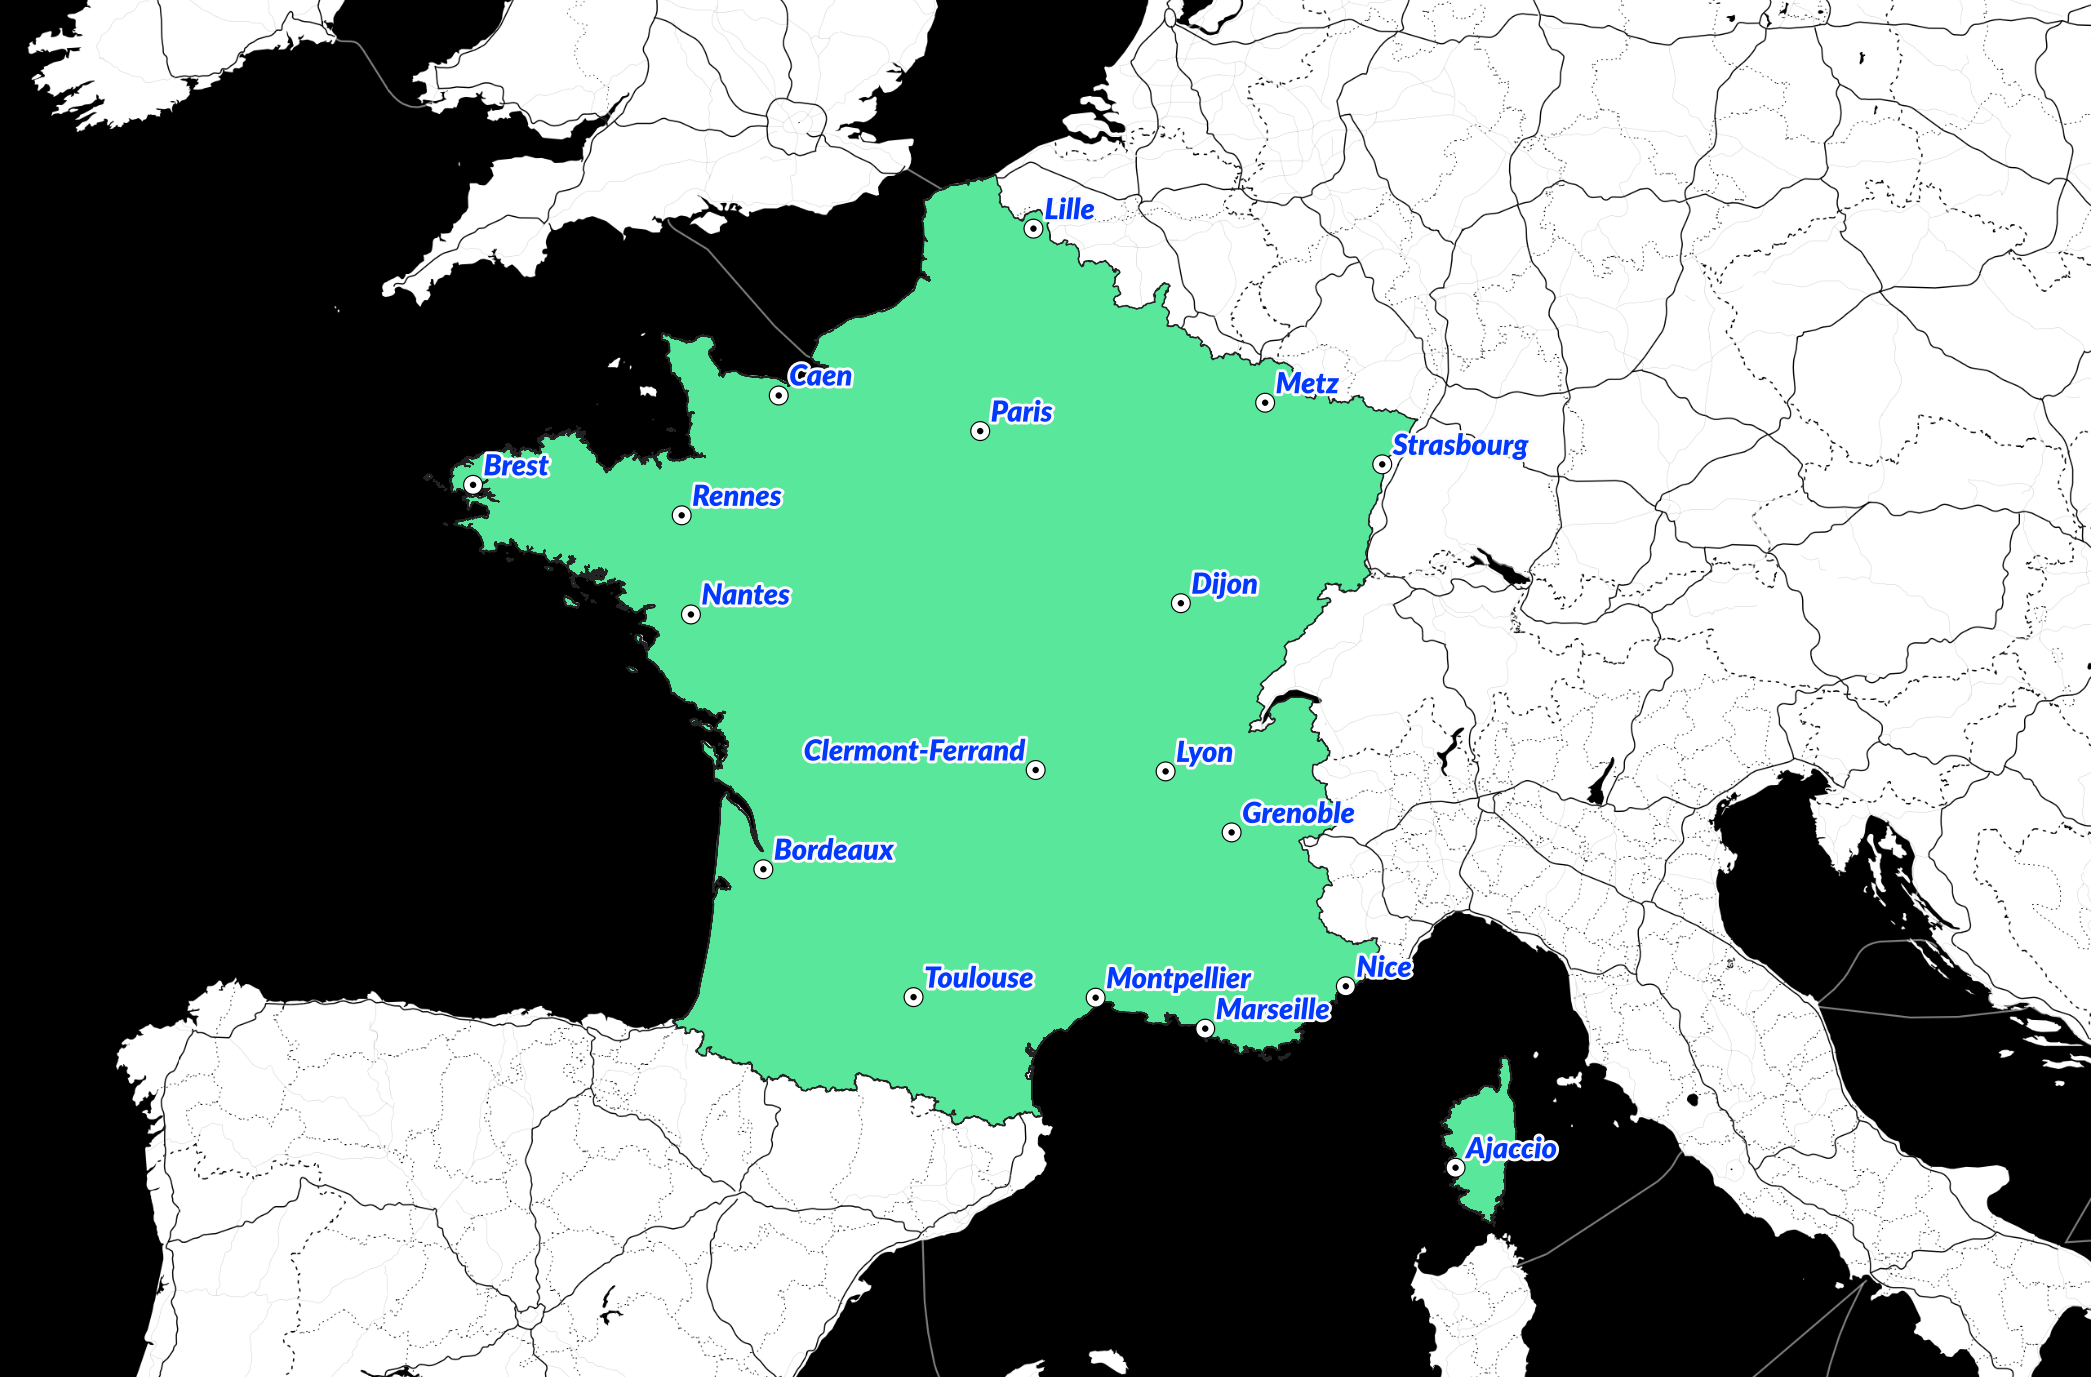 Lille
Caen
Metz
Paris
Strasbourg
Brest
Rennes
Dijon
Nantes
Clermont-Ferrand
Lyon
Grenoble
Bordeaux
Nice
Toulouse
Montpellier
Marseille
Ajaccio